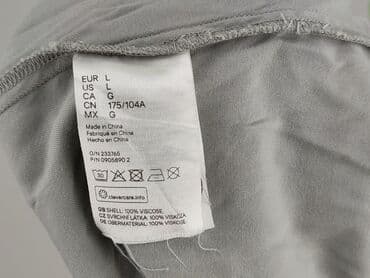 EUR L
US L
CA G
CN 175/104A
MX G
Made in China
Fabriqué en Chine
Hecho en China
O/N 233765
P/N 0905890 2
clevercare.info
GB SHELL: 100% VISCOSE.
CZ SVRCHNÍ LÁTKA: 100% VISKÓZA
DE OBERMATERIAL: 100% VISKOSE